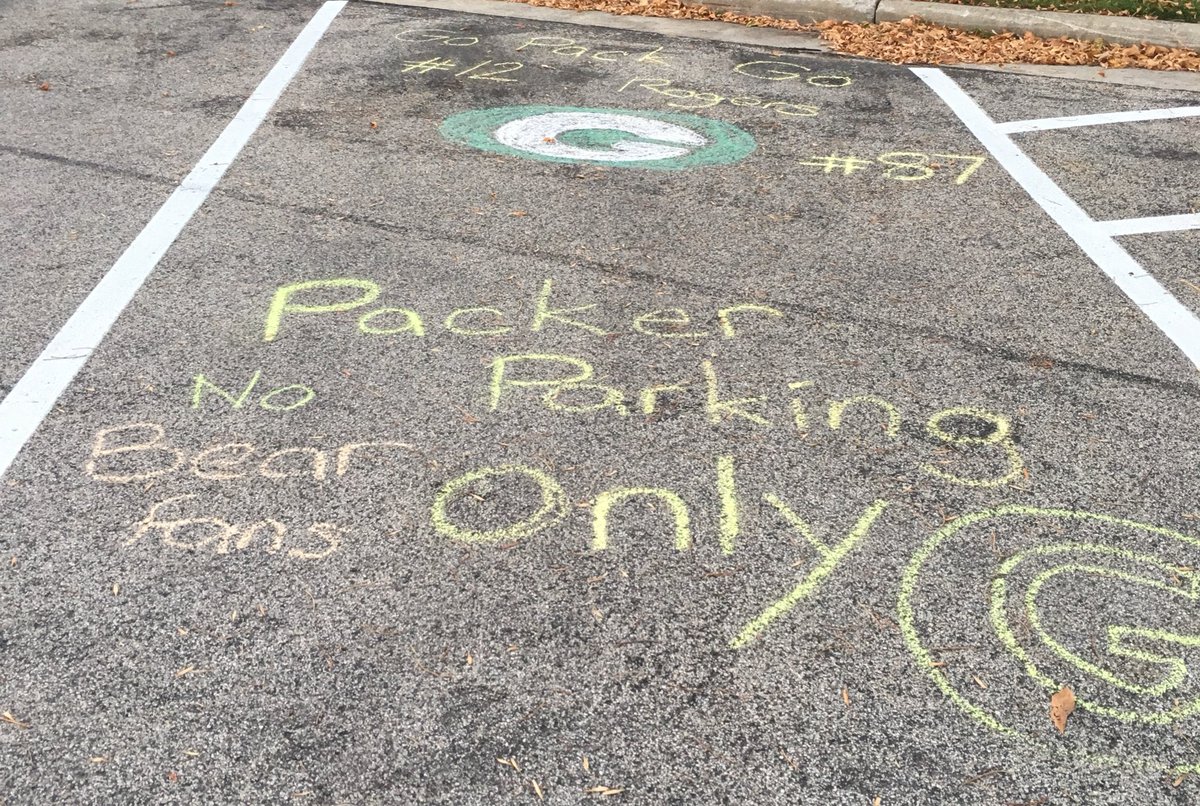 Go Pack Go
#12 Rogers
G
#87
Packer
Parking
Only
No
Bear
fans
G